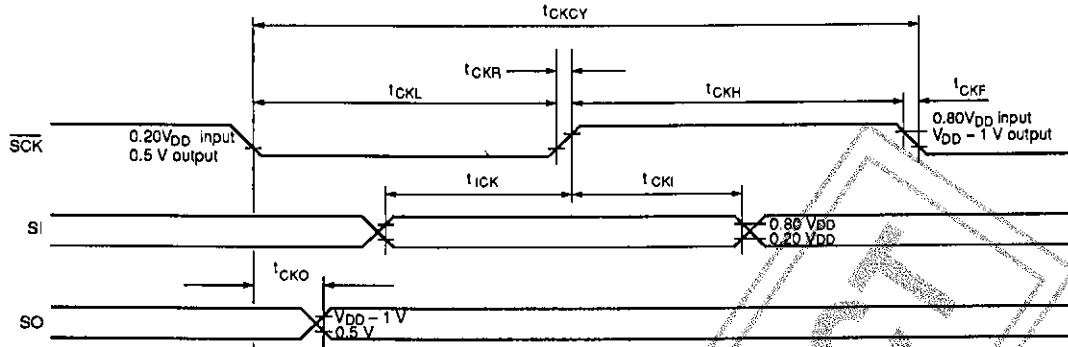 tCKCY
tCKR
tCKL
tCKH
tCKF
SCK
0.20VDD input
0.5 V output
0.80VDD input
VDD – 1 V output
tICK
tCKI
SI
0.80 VDD
0.20 VDD
tCKO
SO
VDD – 1 V
0.5 V